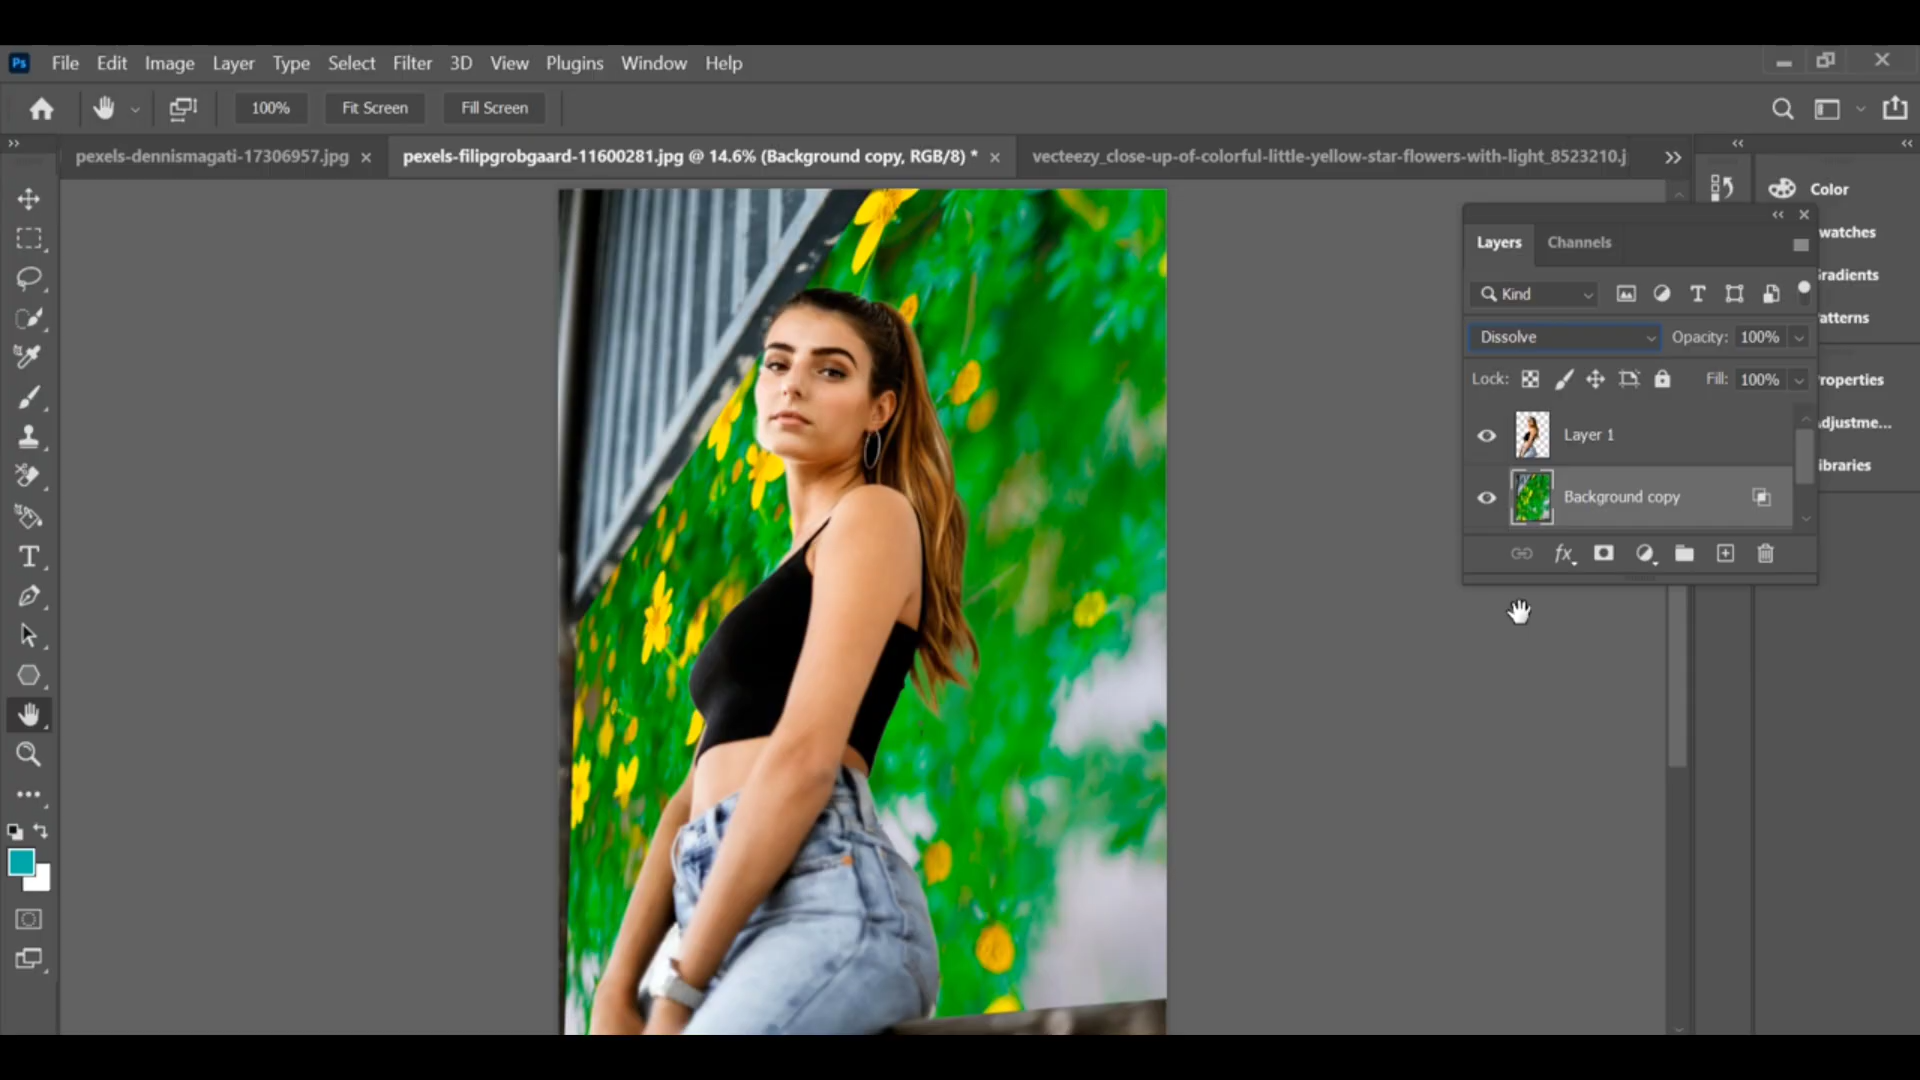 Ps File Edit Image Layer Type Select Filter 3D View Plugins Window Help
100% Fit Screen Fill Screen
pexels-dennismagati-17306957.jpg × pexels-filipgrobgaard-11600281.jpg @ 14.6% (Background copy, RGB/8) * × vecteezy_close-up-of-colorful-little-yellow-star-flowers-with-light_8523210.j
Color
watches
Gradients
atterns
roperties
Adjustme...
ibraries
Layers Channels
Kind
Dissolve Opacity: 100%
Lock: Fill: 100%
Layer 1
Background copy
fx